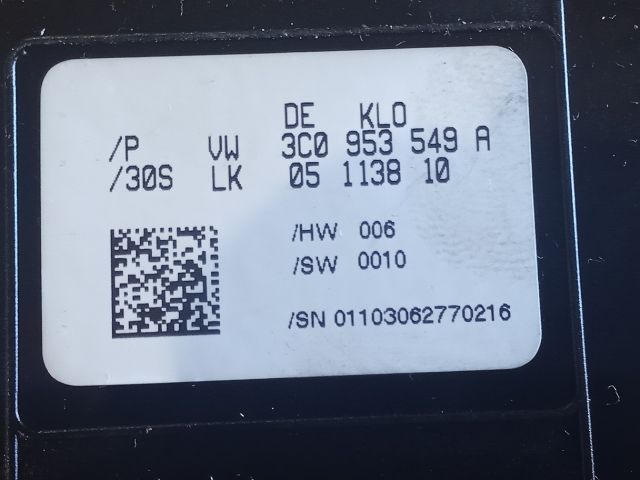 DE KLO
/P VW 3C0 953 549 A
/30S LK 05 1138 10
/HW 006
/SW 0010
/SN 01103062770216